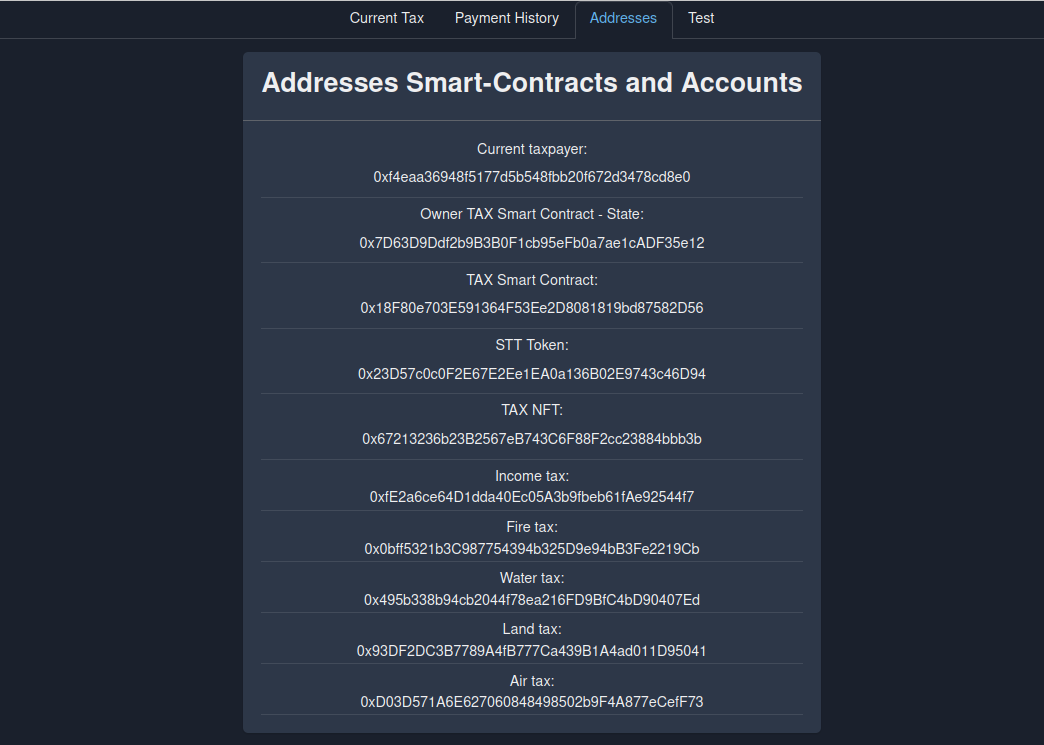 Current Tax Payment History Addresses Test
Addresses Smart-Contracts and Accounts
Current taxpayer:
0xf4eaa36948f5177d5b548fbb20f672d3478cd8e0
Owner TAX Smart Contract - State:
0x7D63D9Ddf2b9B3B0F1cb95eFb0a7ae1cADF35e12
TAX Smart Contract:
0x18F80e703E591364F53Ee2D8081819bd87582D56
STT Token:
0x23D57c0c0F2E67E2Ee1EA0a136B02E9743c46D94
TAX NFT:
0x67213236b23B2567eB743C6F88F2cc23884bbb3b
Income tax:
0xfE2a6ce64D1dda40Ec05A3b9fbeb61fAe92544f7
Fire tax:
0x0bff5321b3C987754394b325D9e94bB3Fe2219Cb
Water tax:
0x495b338b94cb2044f78ea216FD9BfC4bD90407Ed
Land tax:
0x93DF2DC3B7789A4fB777Ca439B1A4ad011D95041
Air tax:
0xD03D571A6E627060848498502b9F4A877eCefF73